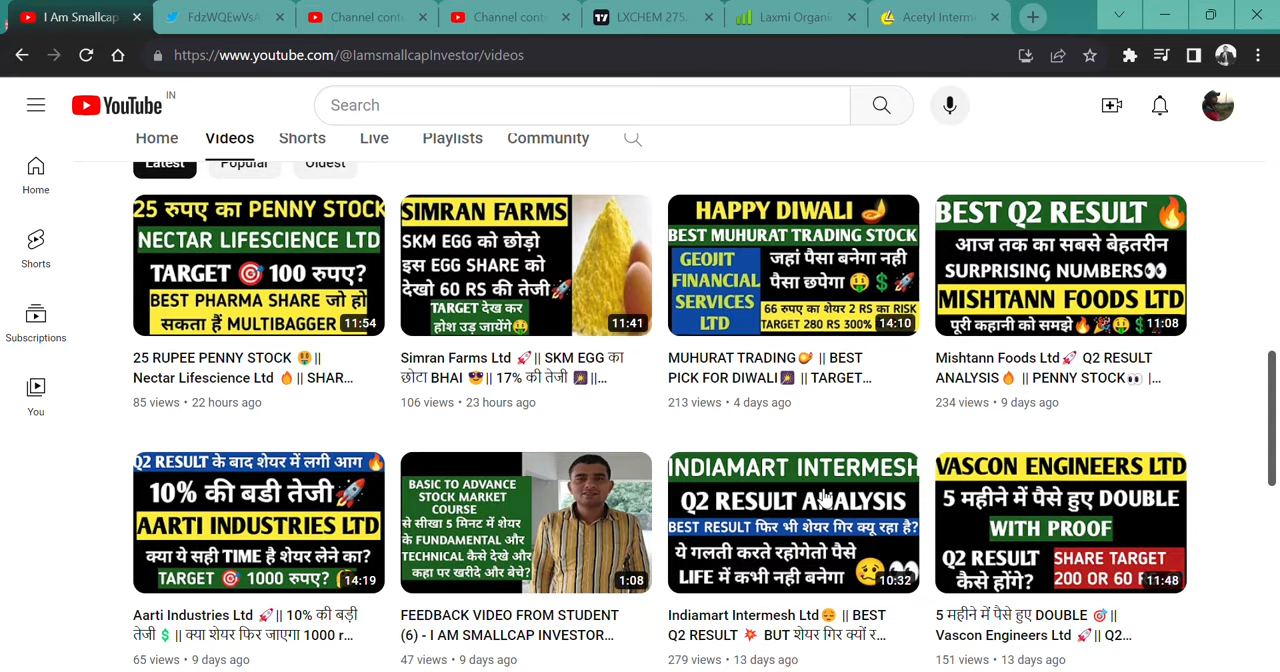 I Am Smallcap
FdzWQEwVsA
Channel cont
Channel cont
LXCHEM 275.
Laxmi Organi
Acetyl Interm
https://www.youtube.com/@IamsmallcapInvestor/videos
YouTube IN
Search
Home
Videos
Shorts
Live
Playlists
Community
Latest
Popular
Oldest
Home
Shorts
Subscriptions
You
25 रुपए का PENNY STOCK
NECTAR LIFESCIENCE LTD
TARGET 🎯 100 रुपए?
BEST PHARMA SHARE जो हो
सकता हैं MULTIBAGGER
11:54
25 RUPEE PENNY STOCK 🤑||
Nectar Lifescience Ltd 🔥 || SHAR...
85 views • 22 hours ago
SIMRAN FARMS
SKM EGG को छोड़ो
इस EGG SHARE को
देखो 60 RS की तेजी🚀
TARGET देख कर
होश उड़ जायेंगे🤑
11:41
Simran Farms Ltd 🚀|| SKM EGG का
छोटा BHAI 😎|| 17% की तेजी 🎆||...
106 views • 23 hours ago
HAPPY DIWALI 🪔
BEST MUHURAT TRADING STOCK
GEOJIT
FINANCIAL
SERVICES
LTD
जहां पैसा बनेगा नही
पैसा छपेगा 🤑💲🚀
66 रुपए का शेयर 2 RS का RISK
TARGET 280 RS 300%
14:10
MUHURAT TRADING🪔 || BEST
PICK FOR DIWALI🎆 || TARGET...
213 views • 4 days ago
BEST Q2 RESULT 🔥
आज तक का सबसे बेहतरीन
SURPRISING NUMBERS👀
MISHTANN FOODS LTD
पूरी कहानी को समझे🔥🎉🤑💲
11:08
Mishtann Foods Ltd🚀 Q2 RESULT
ANALYSIS🔥 || PENNY STOCK👀 |...
234 views • 9 days ago
Q2 RESULT के बाद शेयर में लगी आग 🔥
10% की बडी तेजी🚀
AARTI INDUSTRIES LTD
क्या ये सही TIME है शेयर लेने का?
TARGET 🎯 1000 रुपए?
14:19
Aarti Industries Ltd 🚀|| 10% की बड़ी
तेजी💲|| क्या शेयर फिर जाएगा 1000 र...
65 views • 9 days ago
BASIC TO ADVANCE
STOCK MARKET
COURSE
से सीखा 5 मिनट में शेयर
के FUNDAMENTAL और
TECHNICAL कैसे देखे और
कहा पर खरीदे और बेचे?
1:08
FEEDBACK VIDEO FROM STUDENT
(6) - I AM SMALLCAP INVESTOR...
47 views • 9 days ago
INDIAMART INTERMESH
Q2 RESULT ANALYSIS
BEST RESULT फिर भी शेयर गिर क्यू रहा है?
ये गलती करते रहोगेतो पैसे
LIFE में कभी नही बनेगा 🥴👀
10:32
Indiamart Intermesh Ltd😔 || BEST
Q2 RESULT 💥 BUT शेयर गिर क्यों र...
279 views • 13 days ago
VASCON ENGINEERS LTD
5 महीने में पैसे हुए DOUBLE
WITH PROOF
Q2 RESULT
कैसे होंगे?
SHARE TARGET
200 OR 60
11:48
5 महीने में पैसे हुए DOUBLE 🎯||
Vascon Engineers Ltd 🚀|| Q2...
151 views • 13 days ago